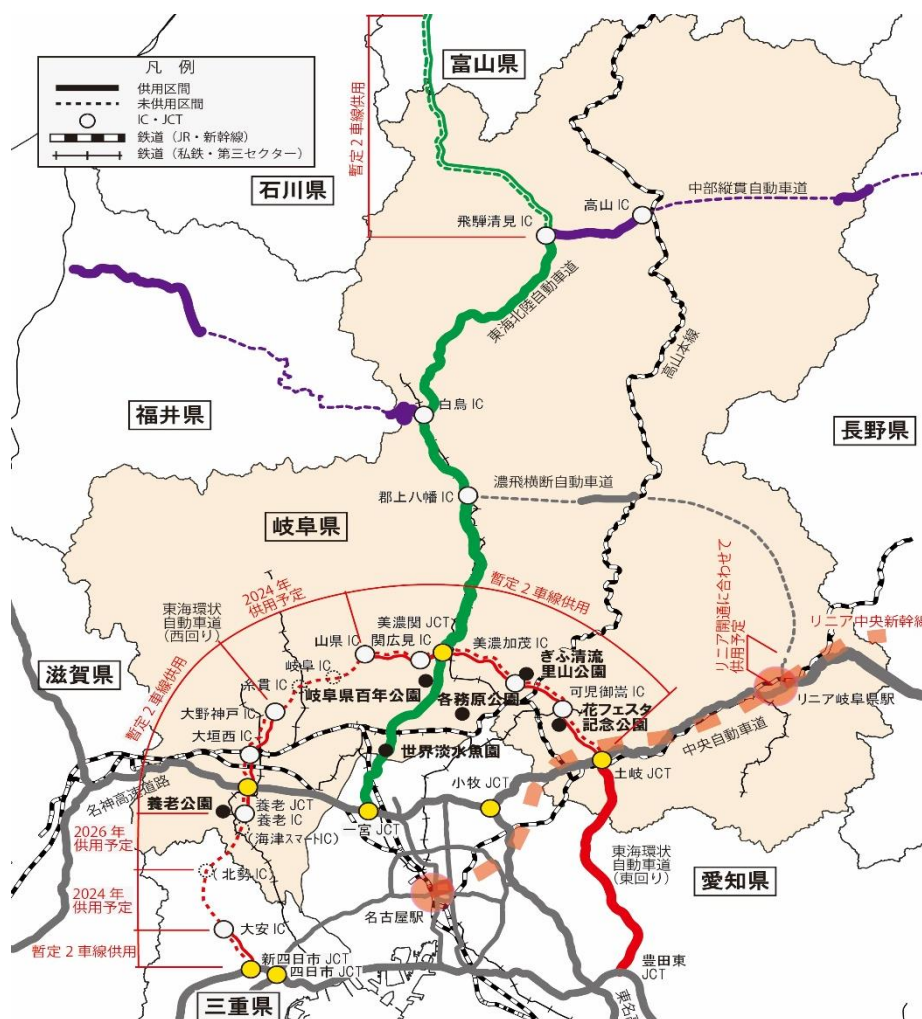 凡　例
供用区間
未供用区間
IC・JCT
鉄道（JR・新幹線）
鉄道（私鉄・第三セクター）
富山県
暫定2車線供用
石川県
高山 IC
中部縦貫自動車道
飛騨清見 IC
東海北陸自動車道
高山本線
白鳥 IC
福井県
長野県
濃飛横断自動車道
郡上八幡 IC
岐阜県
2024 年
供用予定
暫定2車線供用
東海環状
自動車道
（西回り）
美濃関 JCT
山県 IC
関広見 IC
美濃加茂 IC
リニア開通に合わせて
供用予定
リニア中央新幹線
滋賀県
岐阜 IC
糸貫 IC
ぎふ清流
里山公園
岐阜県百年公園
各務原公園
可児御嵩 IC
花フェスタ
記念公園
リニア岐阜県駅
暫定2車線供用
大野神戸 IC
大垣西 IC
世界淡水魚園
中央自動車道
土岐 JCT
小牧 JCT
名神高速道路
養老公園
養老 JCT
養老 IC
一宮 JCT
（海津スマートIC）
2026 年
供用予定
東海環状
自動車道
（東回り）
愛知県
（北勢 IC）
2024 年
供用予定
名古屋駅
大安 IC
暫定2車線供用
新四日市 JCT
四日市 JCT
豊田東
JCT
三重県